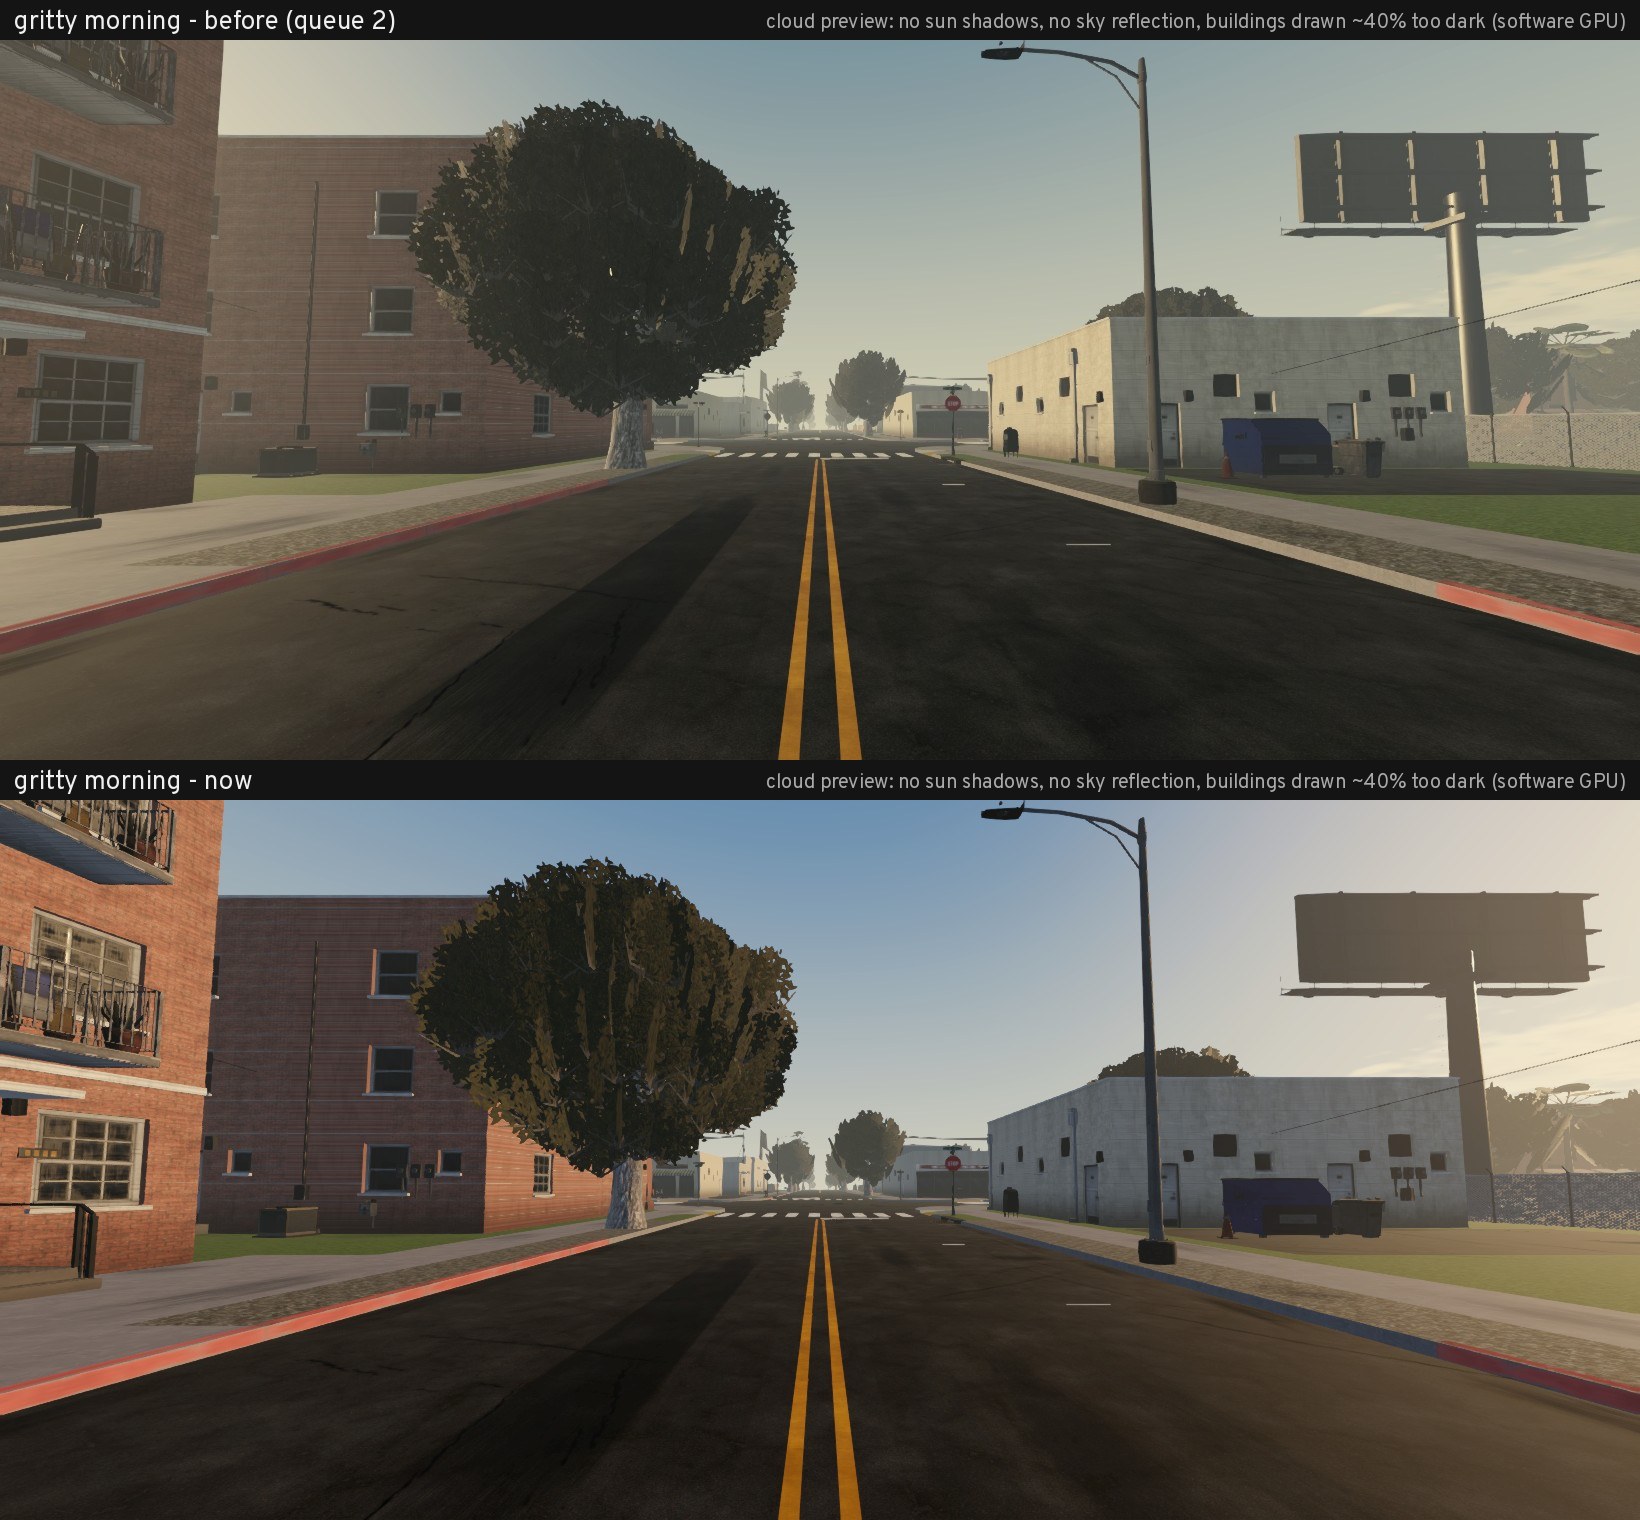 gritty morning - before (queue 2)
cloud preview: no sun shadows, no sky reflection, buildings drawn ~40% too dark (software GPU)
STOP
gritty morning - now
cloud preview: no sun shadows, no sky reflection, buildings drawn ~40% too dark (software GPU)
STOP